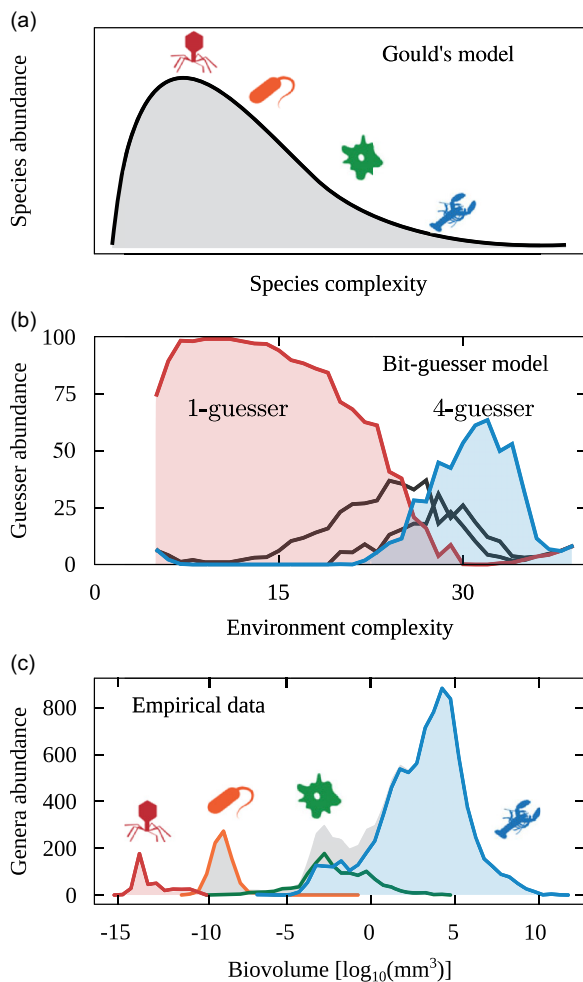 (a)
Gould's model
Species abundance
Species complexity
(b)
100
75
50
25
0
Bit-guesser model
1-guesser
4-guesser
Guesser abundance
0
15
30
Environment complexity
(c)
800
600
400
200
0
Empirical data
Genera abundance
-15
-10
-5
0
5
10
Biovolume [log₁₀(mm³)]